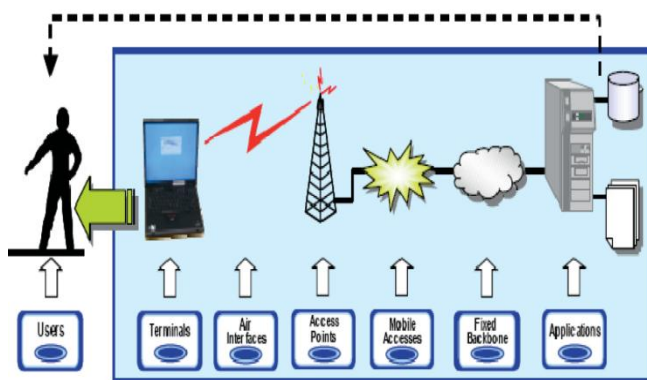 Users
Terminals
Air
Interfaces
Access
Points
Mobile
Accesses
Fixed
Backbone
Applications